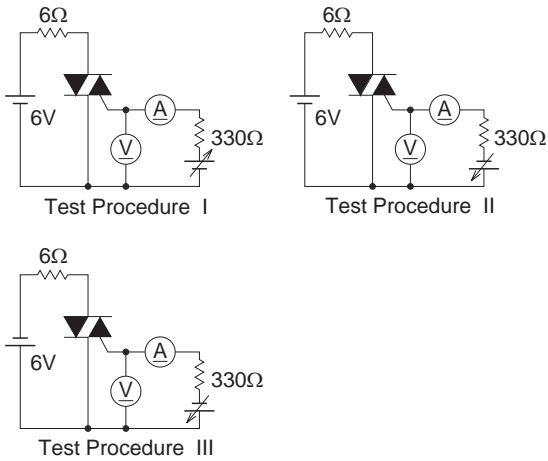 6Ω 6Ω
6V A 330Ω 6V A 330Ω
V V
Test Procedure I Test Procedure II
6Ω
6V A 330Ω
V
Test Procedure III